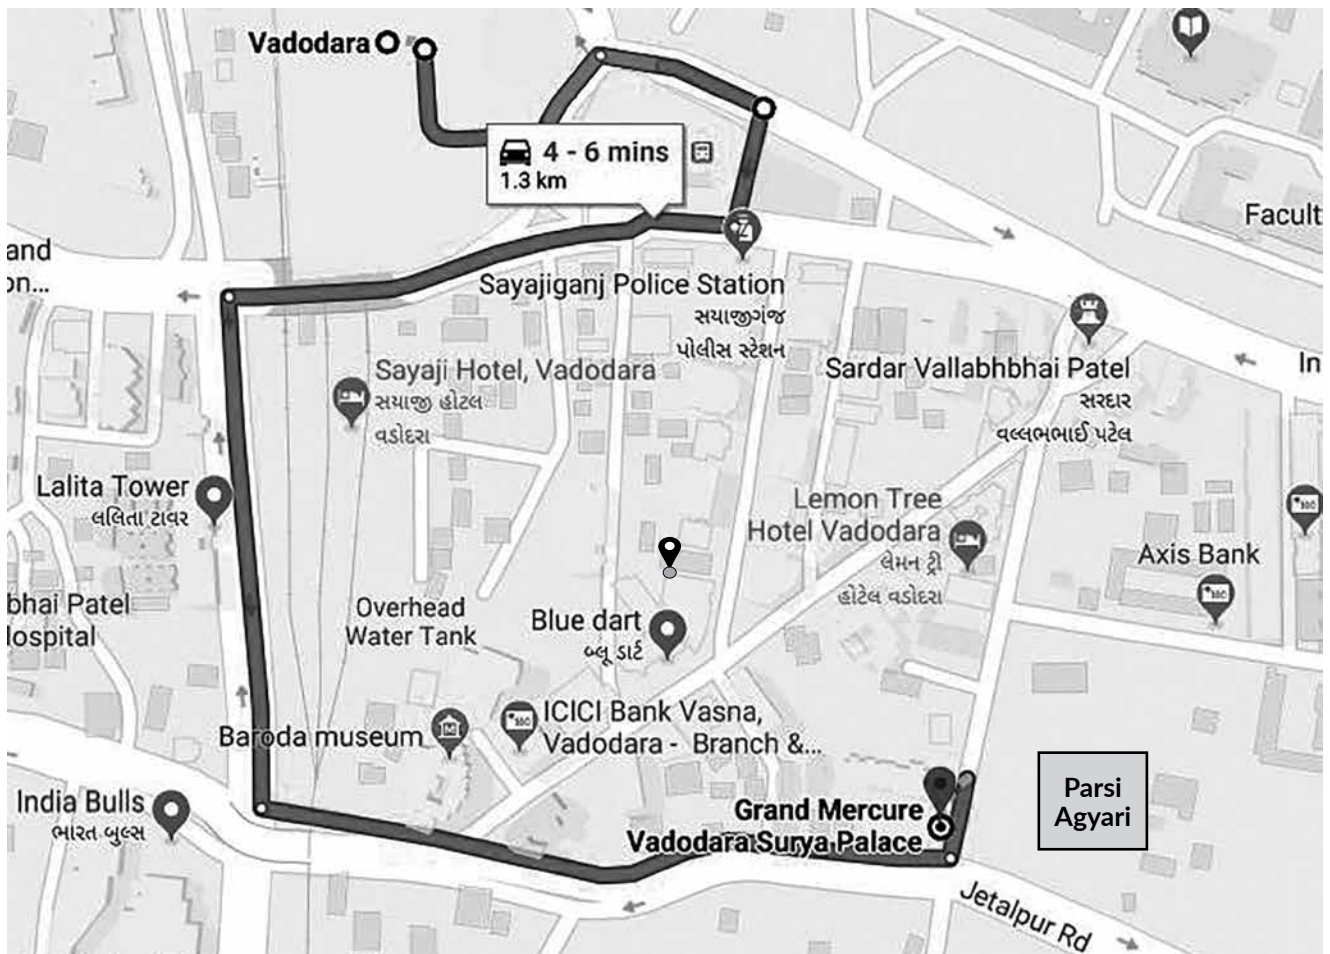 Vadodara
4 - 6 mins
1.3 km
Facult
and
on...
Sayajiganj Police Station
સયાજીગંજ
પોલીસ સ્ટેશન
Sayaji Hotel, Vadodara
સયાજી હોટલ
વડોદરા
Sardar Vallabhbhai Patel
સરદાર
વલ્લભભાઈ પટેલ
In
Lalita Tower
લલિતા ટાવર
Lemon Tree
Hotel Vadodara
લેમન ટ્રી
હોટેલ વડોદરા
Axis Bank
bhai Patel
Hospital
Overhead
Water Tank
Blue dart
બ્લૂ ડાર્ટ
Baroda museum
ICICI Bank Vasna,
Vadodara - Branch &...
India Bulls
ભારત બુલ્સ
Grand Mercure
Vadodara Surya Palace
Parsi
Agyari
Jetalpur Rd